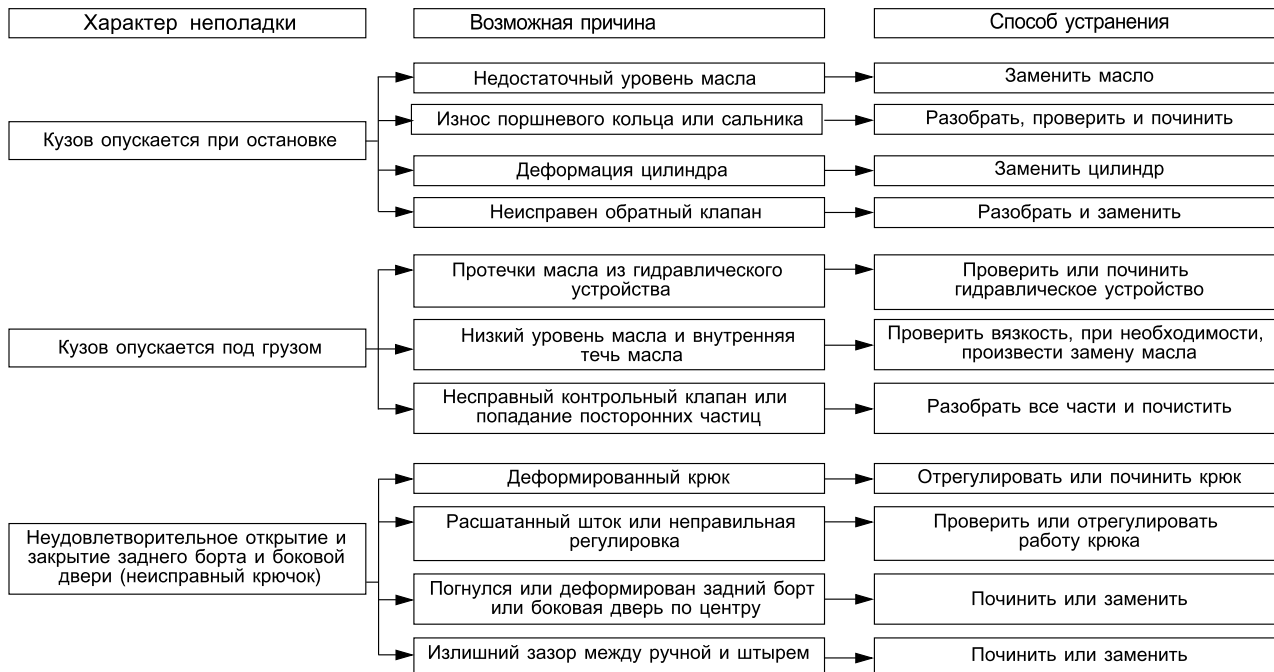 Характер неполадки
Возможная причина
Способ устранения
Кузов опускается при остановке
Недостаточный уровень масла
Заменить масло
Износ поршневого кольца или сальника
Разобрать, проверить и починить
Деформация цилиндра
Заменить цилиндр
Неисправен обратный клапан
Разобрать и заменить
Кузов опускается под грузом
Протечки масла из гидравлического
устройства
Проверить или починить
гидравлическое устройство
Низкий уровень масла и внутренняя
течь масла
Проверить вязкость, при необходимости,
произвести замену масла
Несправный контрольный клапан или
попадание посторонних частиц
Разобрать все части и почистить
Неудовлетворительное открытие и
закрытие заднего борта и боковой
двери (неисправный крючок)
Деформированный крюк
Отрегулировать или починить крюк
Расшатанный шток или неправильная
регулировка
Проверить или отрегулировать
работу крюка
Погнулся или деформирован задний борт
или боковая дверь по центру
Починить или заменить
Излишний зазор между ручной и штырем
Починить или заменить